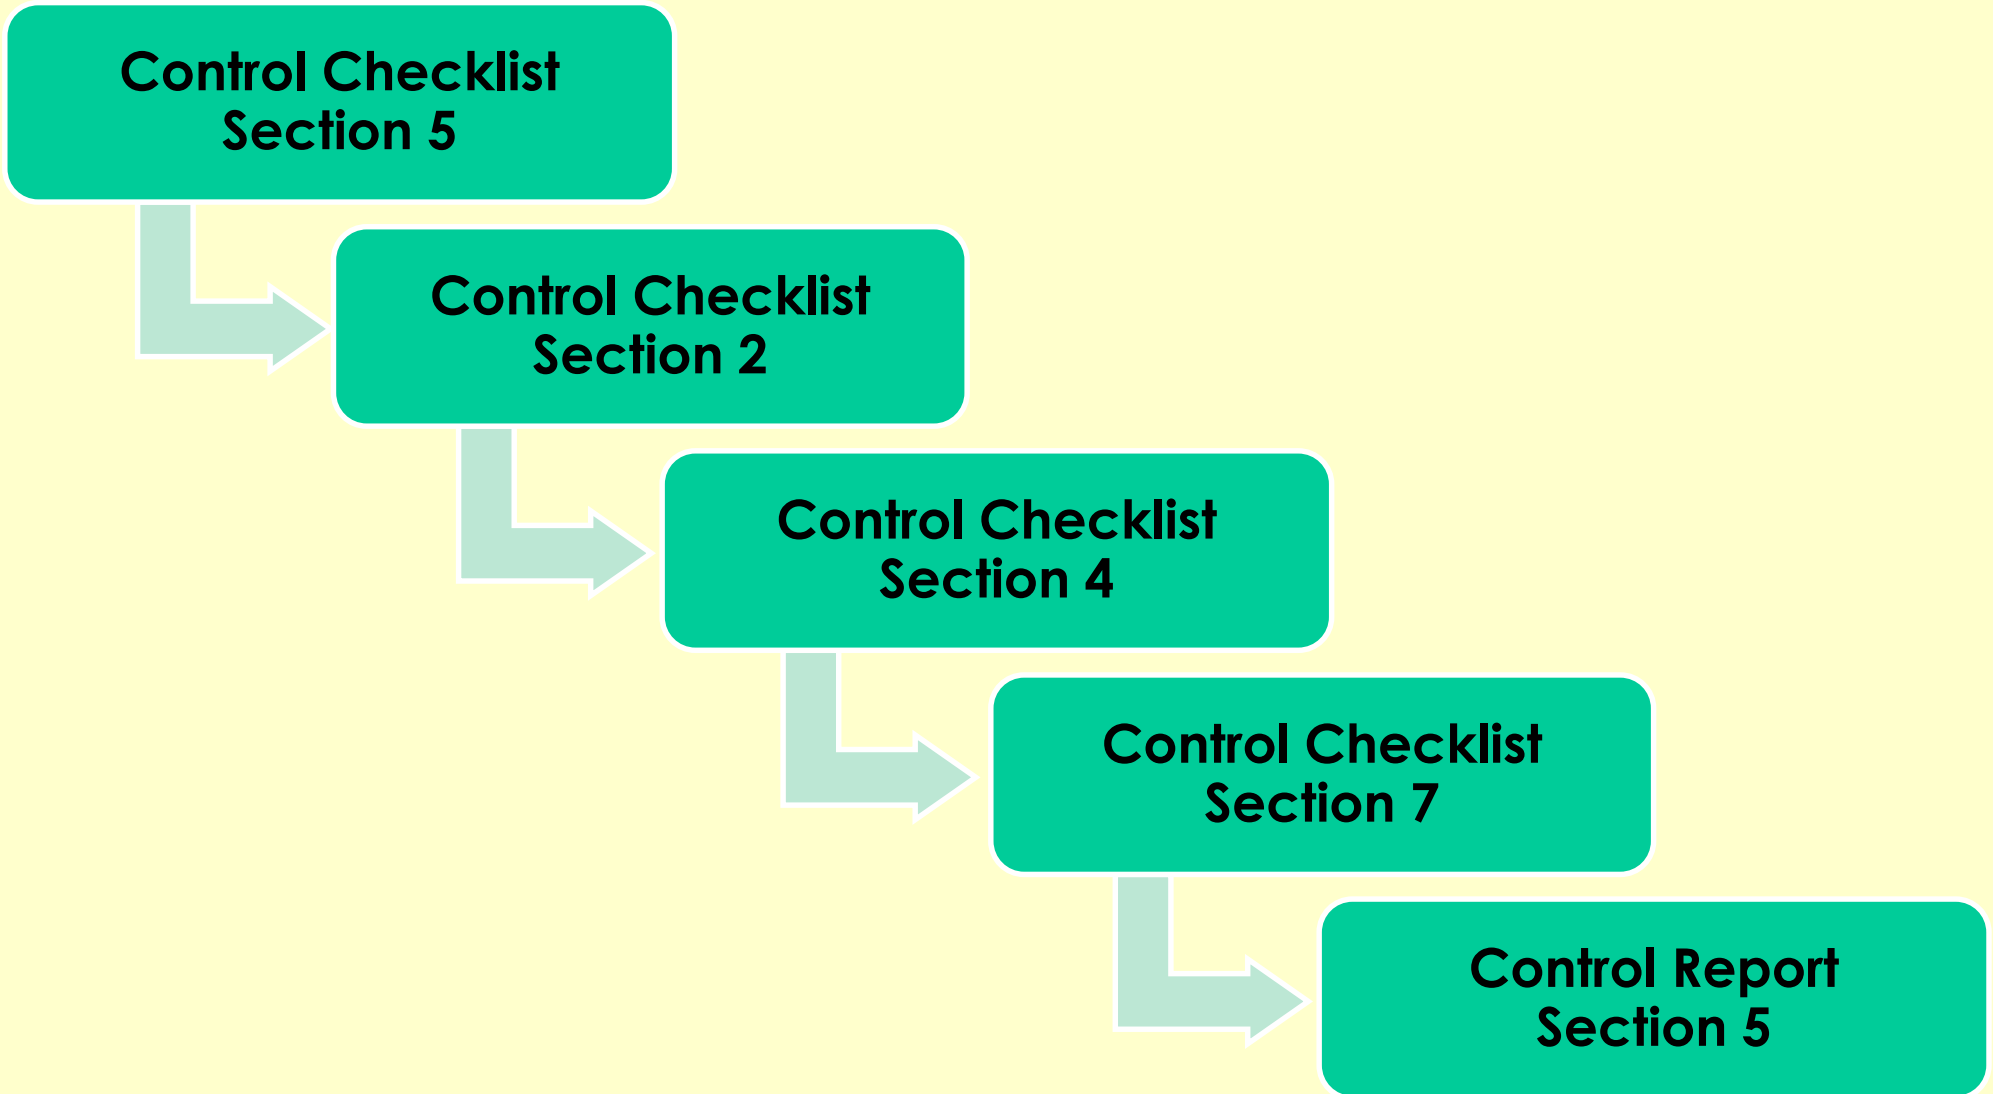 Control Checklist
Section 5
Control Checklist
Section 2
Control Checklist
Section 4
Control Checklist
Section 7
Control Report
Section 5